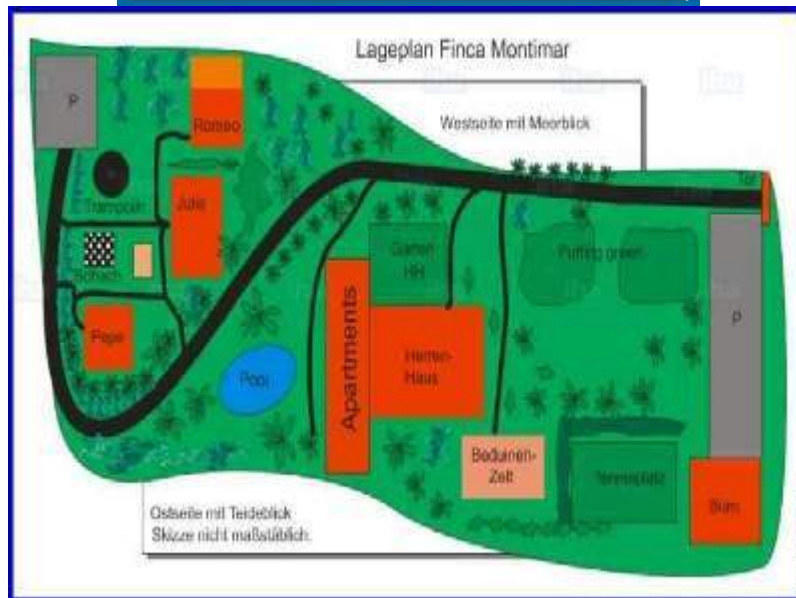 Lageplan Finca Montimar
P
Romeo
Westseite mit Meerblick
Tor
Trampolin
Julia
Schach
Garten
HH
Putting green
Pepe
P
Apartments
Herren-
Haus
Pool
Beduinen-
Zelt
Tennisplatz
Büro
Ostseite mit Teideblick
Skizze nicht maßstäblich.